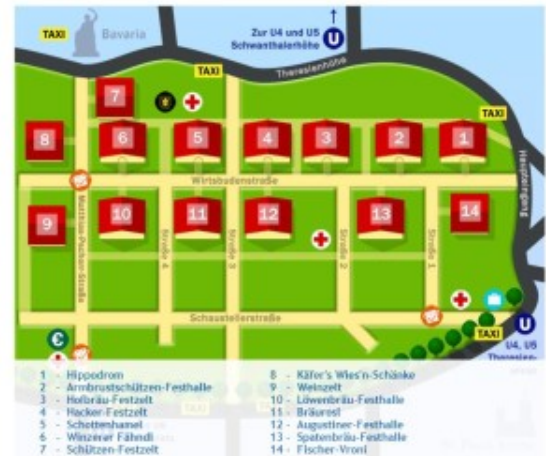 TAXI
Bavaria
Zur U4 und U5
Schwanthalerhöhe
U
TAXI
Theresienhöhe
TAXI
7
8
6
5
4
3
2
1
Haupteingang
Wirtsbudenstraße
9
10
11
12
13
14
Matthias-Pschorr-Straße
Straße 4
Straße 3
Straße 2
Straße 1
Schaustellerstraße
€
TAXI
U
U4, U5
Theresien-
1 - Hippodrom
2 - Armbrustschützen-Festhalle
3 - Hofbräu-Festzelt
4 - Hacker-Festzelt
5 - Schottenhamel
6 - Winzerer Fähndl
7 - Schützen-Festzelt
8 - Käfer's Wies'n-Schänke
9 - Weinzelt
10 - Löwenbräu-Festhalle
11 - Bräurosl
12 - Augustiner-Festhalle
13 - Spatenbräu-Festhalle
14 - Fischer-Vroni